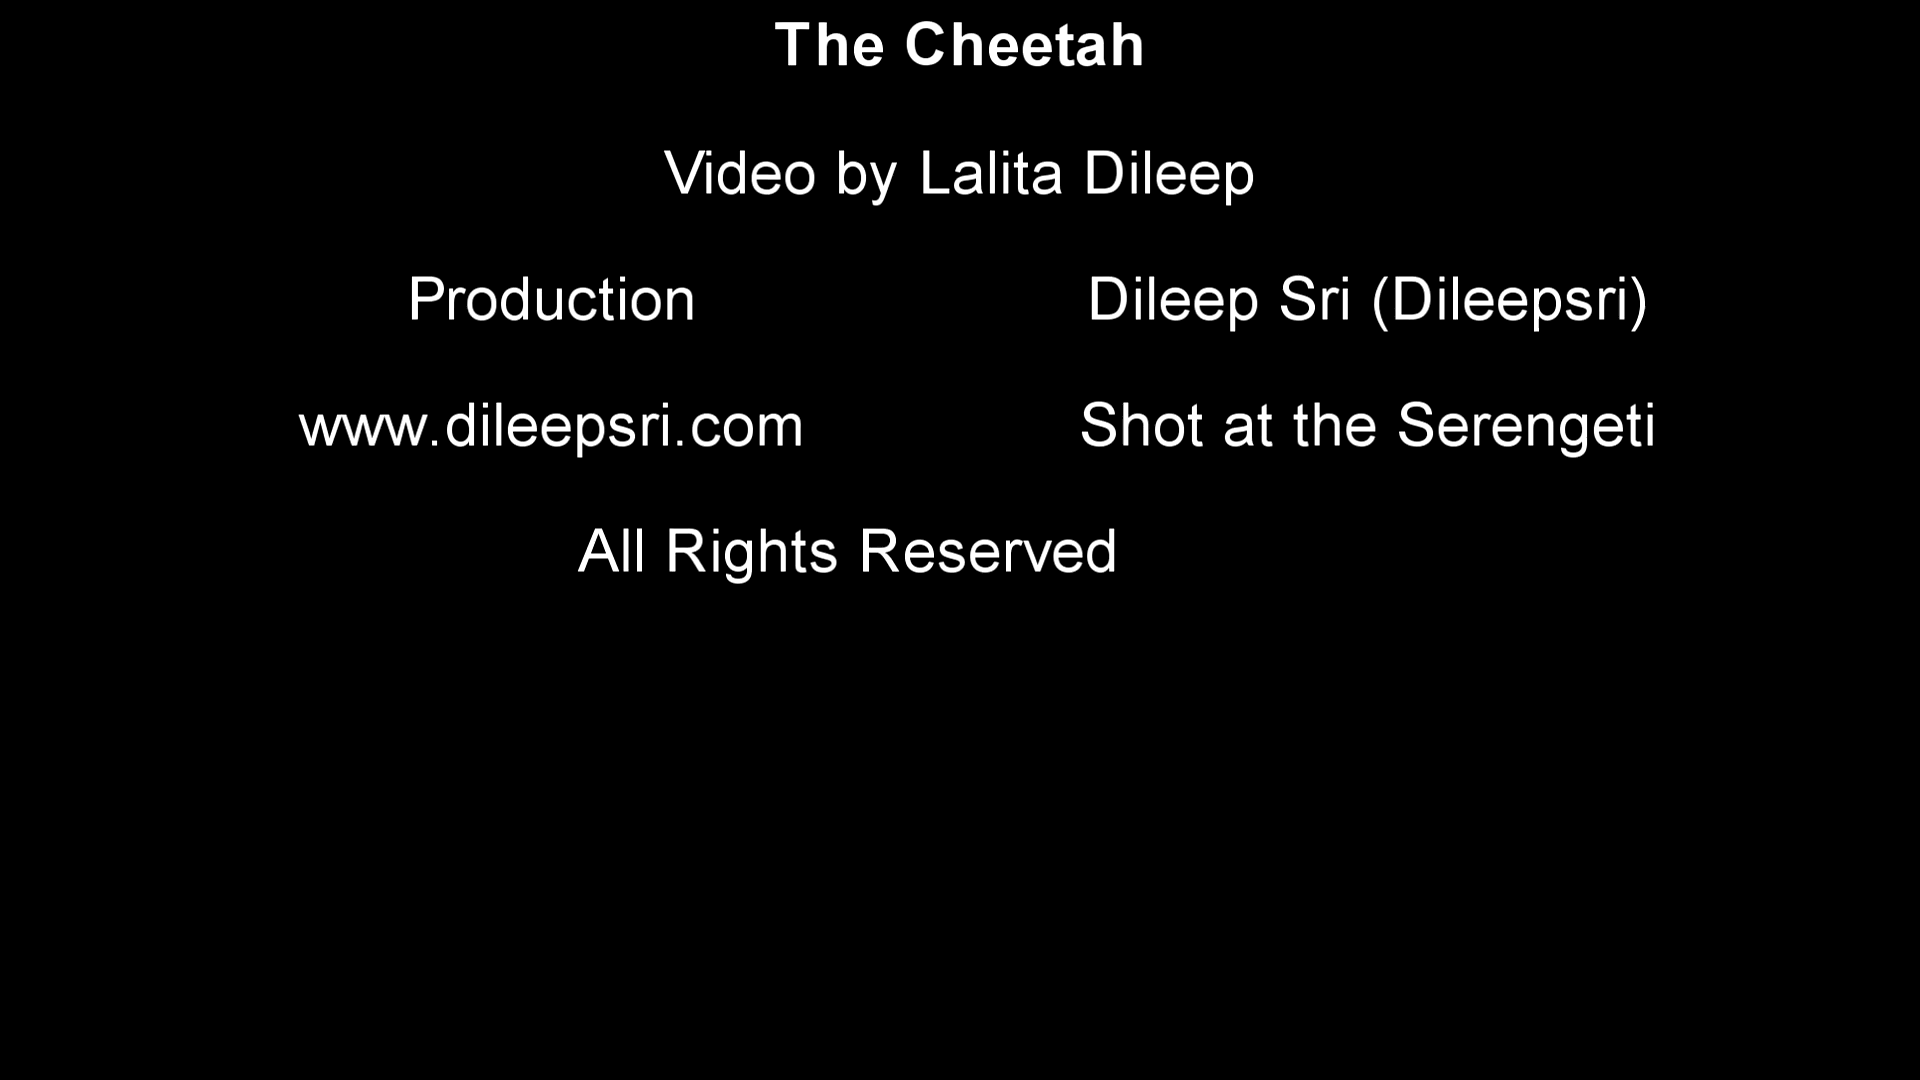 The Cheetah
Video by Lalita Dileep
Production Dileep Sri (Dileepsri)
www.dileepsri.com Shot at the Serengeti
All Rights Reserved